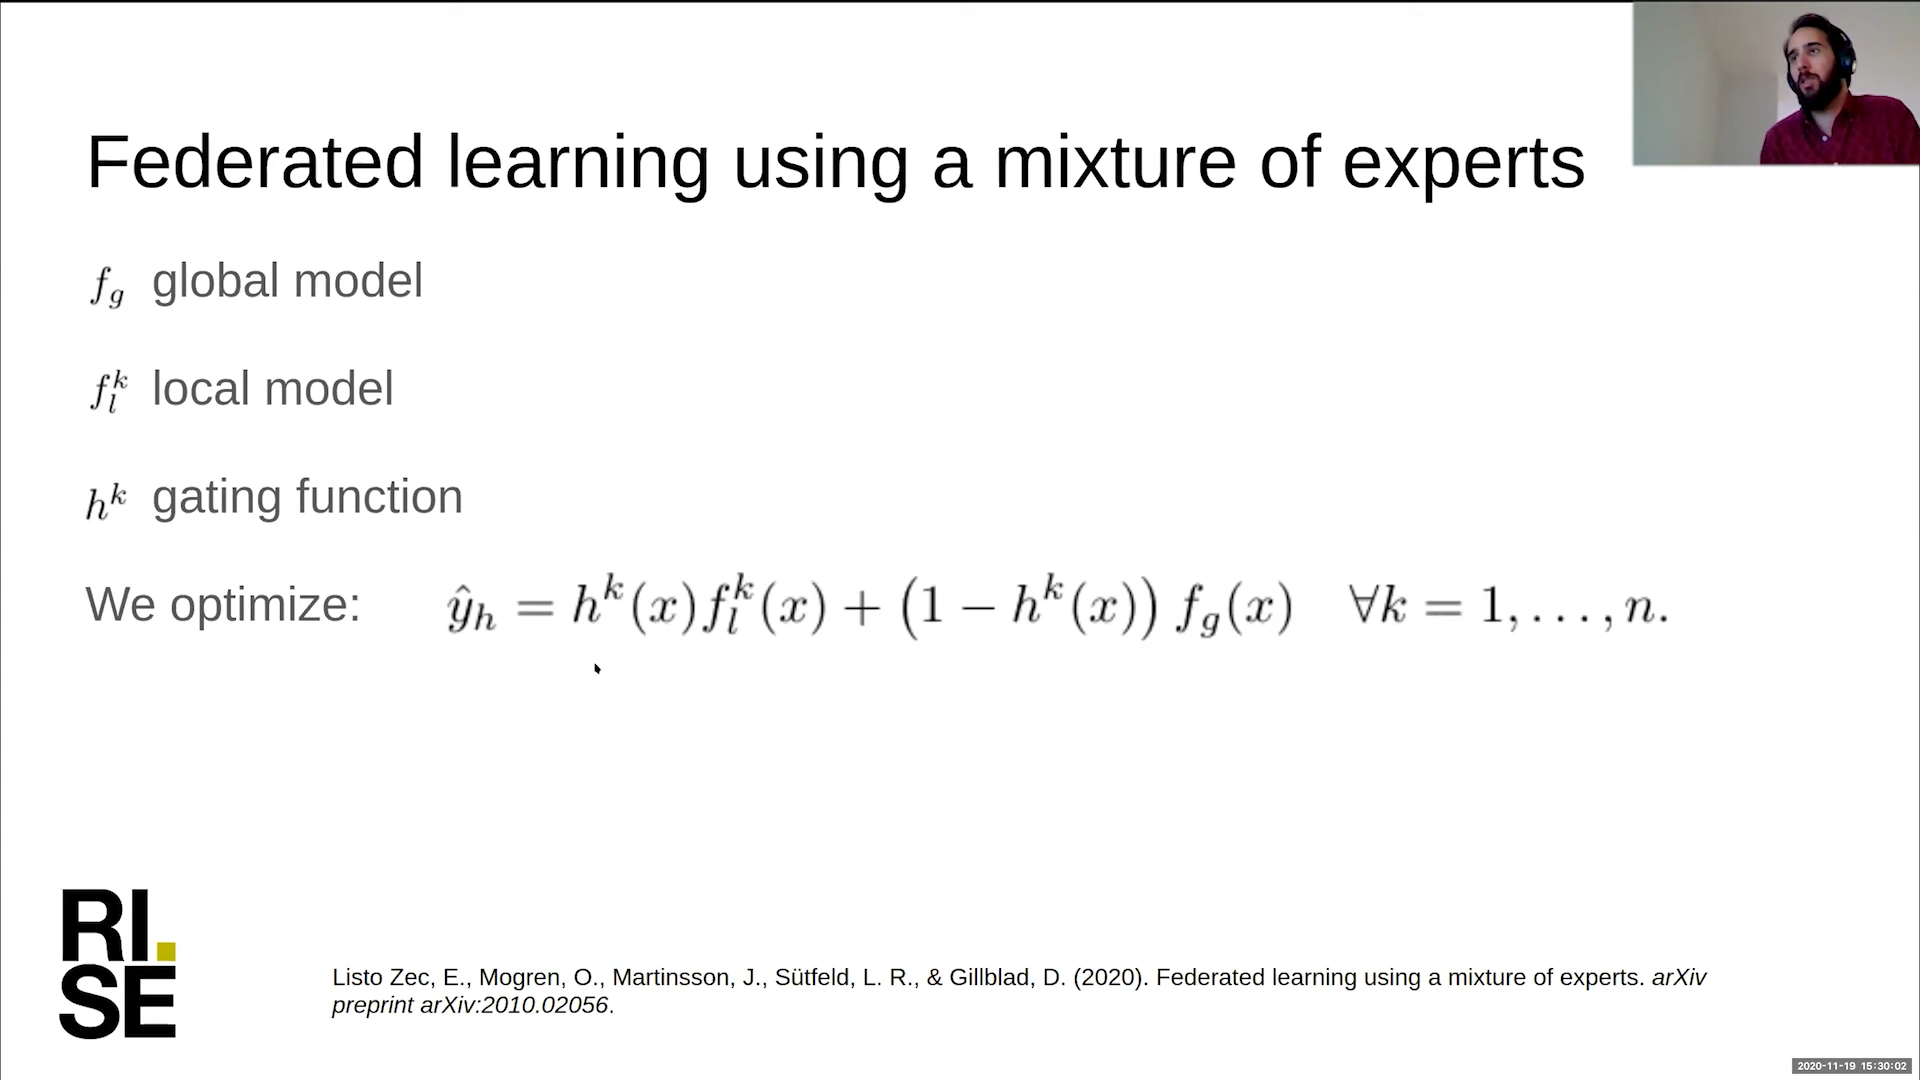 Federated learning using a mixture of experts
f_g global model
f_l^k local model
h^k gating function
We optimize: ŷ_h = h^k(x) f_l^k(x) + (1 − h^k(x)) f_g(x) ∀k = 1, . . . , n.
RI.
SE
Listo Zec, E., Mogren, O., Martinsson, J., Sütfeld, L. R., & Gillblad, D. (2020). Federated learning using a mixture of experts. arXiv
preprint arXiv:2010.02056.
2020-11-19 15:30:02